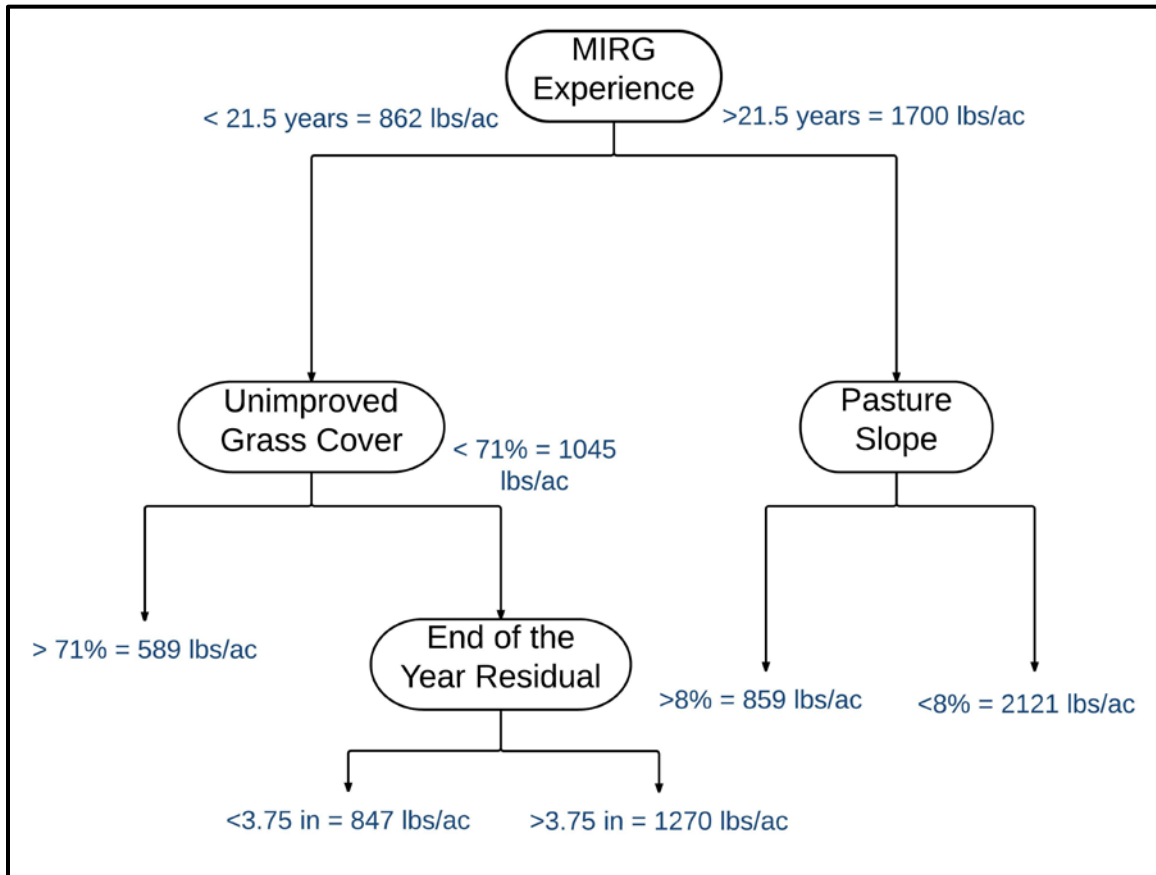 MIRG
Experience
< 21.5 years = 862 lbs/ac
>21.5 years = 1700 lbs/ac
Unimproved
Grass Cover
< 71% = 1045
lbs/ac
Pasture
Slope
> 71% = 589 lbs/ac
End of the
Year Residual
>8% = 859 lbs/ac
<8% = 2121 lbs/ac
<3.75 in = 847 lbs/ac
>3.75 in = 1270 lbs/ac